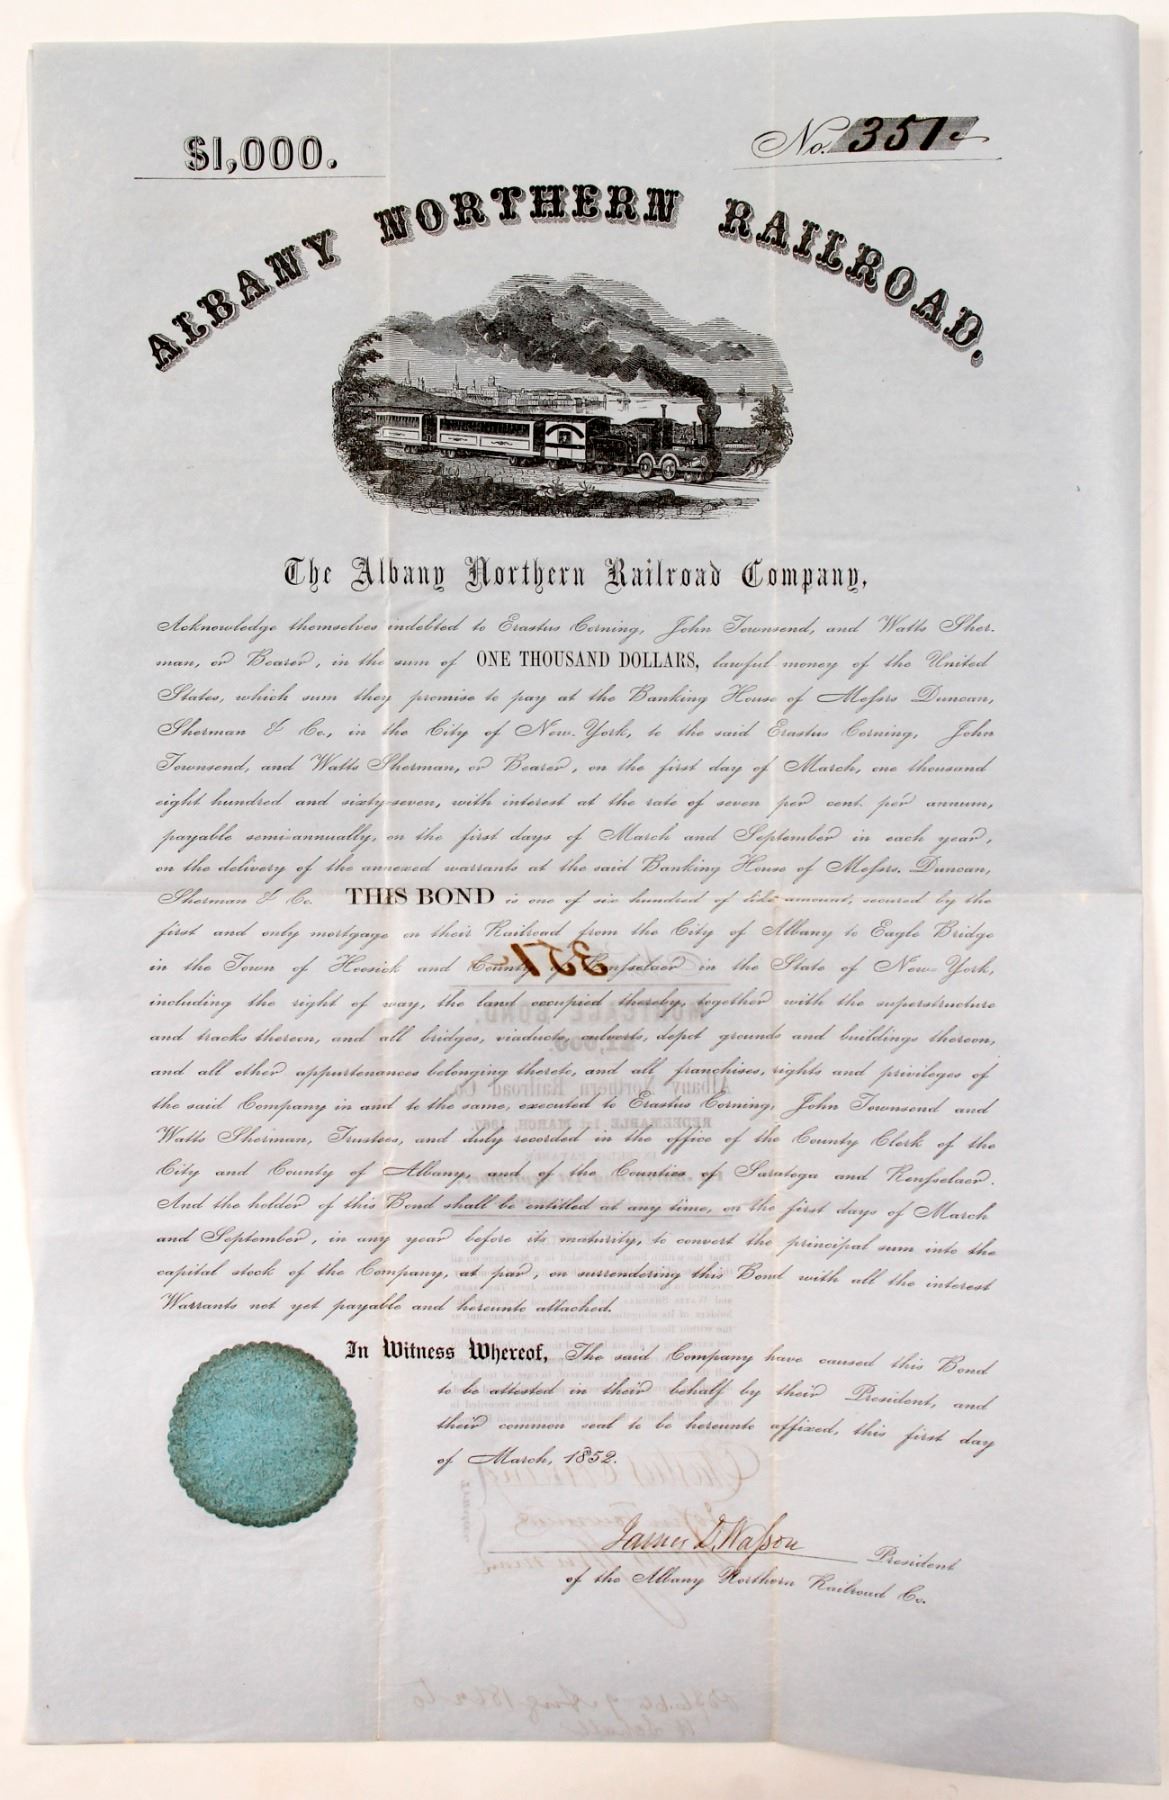 $1,000.
No. 351
ALBANY NORTHERN RAILROAD.
The Albany Northern Railroad Company,
Acknowledge themselves indebted to Erastus Corning, John Townsend, and Watts Sher-
man, or Bearer, in the sum of ONE THOUSAND DOLLARS, lawful money of the United
States, which sum they promise to pay at the Banking House of Messrs Duncan,
Sherman & Co., in the City of New-York, to the said Erastus Corning, John
Townsend, and Watts Sherman, or Bearer, on the first day of March, one thousand
eight hundred and sixty-seven, with interest at the rate of seven per cent. per annum,
payable semi-annually, on the first days of March and September in each year,
on the delivery of the annexed warrants at the said Banking House of Messrs. Duncan,
Sherman & Co. THIS BOND is one of six hundred of like amount, secured by the
first and only mortgage on their Railroad from the City of Albany to Eagle Bridge
in the Town of Hoosick and County of Rensselaer in the State of New-York,
including the right of way, the land occupied thereby, together with the superstructure
and tracks thereon, and all bridges, viaducts, culverts, depot grounds and buildings thereon,
and all other appurtenances belonging thereto, and all franchises, rights and privileges of
the said Company in and to the same, executed to Erastus Corning, John Townsend and
Watts Sherman, Trustees, and duly recorded in the office of the County Clerk of the
City and County of Albany, and of the Counties of Saratoga and Rensselaer.
And the holder of this Bond shall be entitled at any time, on the first days of March
and September, in any year before its maturity, to convert the principal sum into the
capital stock of the Company, at par, on surrendering this Bond with all the interest
Warrants not yet payable and hereunto attached.
In Witness Whereof, The said Company have caused this Bond
to be attested in their behalf by their President, and
their common seal to be hereunto affixed, this first day
of March, 1852.
James D. Wasson President
of the Albany Northern Railroad Co.
351
MORTGAGE BOND,
$1,000.
Albany Northern Railroad Co.
REDEEMABLE 1st MARCH, 1867.